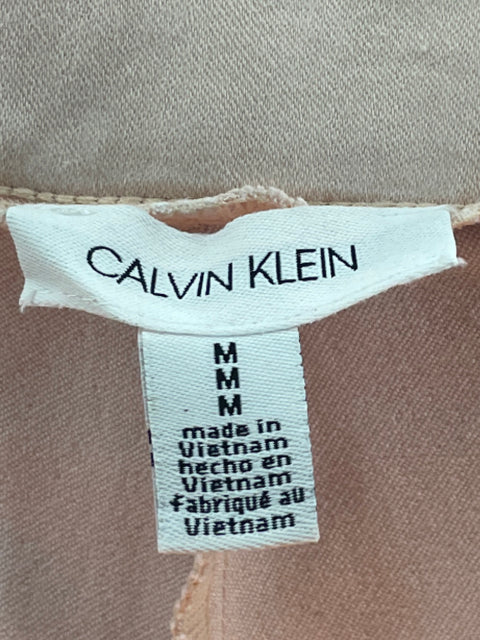 CALVIN KLEIN
M
M
M
made in
Vietnam
hecho en
Vietnam
fabriqué au
Vietnam